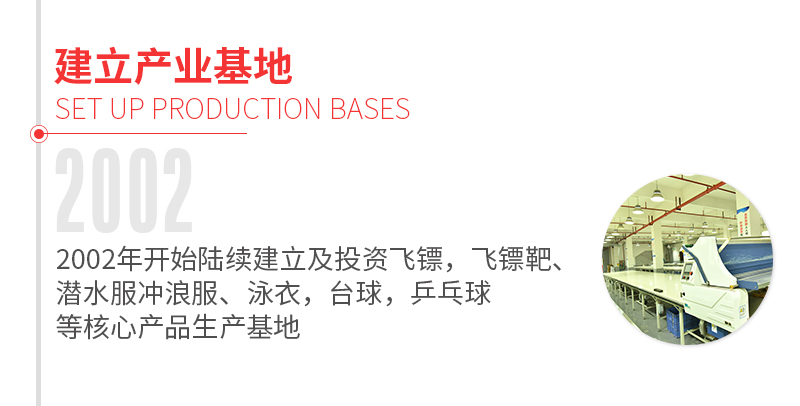 建立产业基地
SET UP PRODUCTION BASES
2002
2002年开始陆续建立及投资飞镖，飞镖靶、
潜水服冲浪服、泳衣，台球，乒乓球
等核心产品生产基地